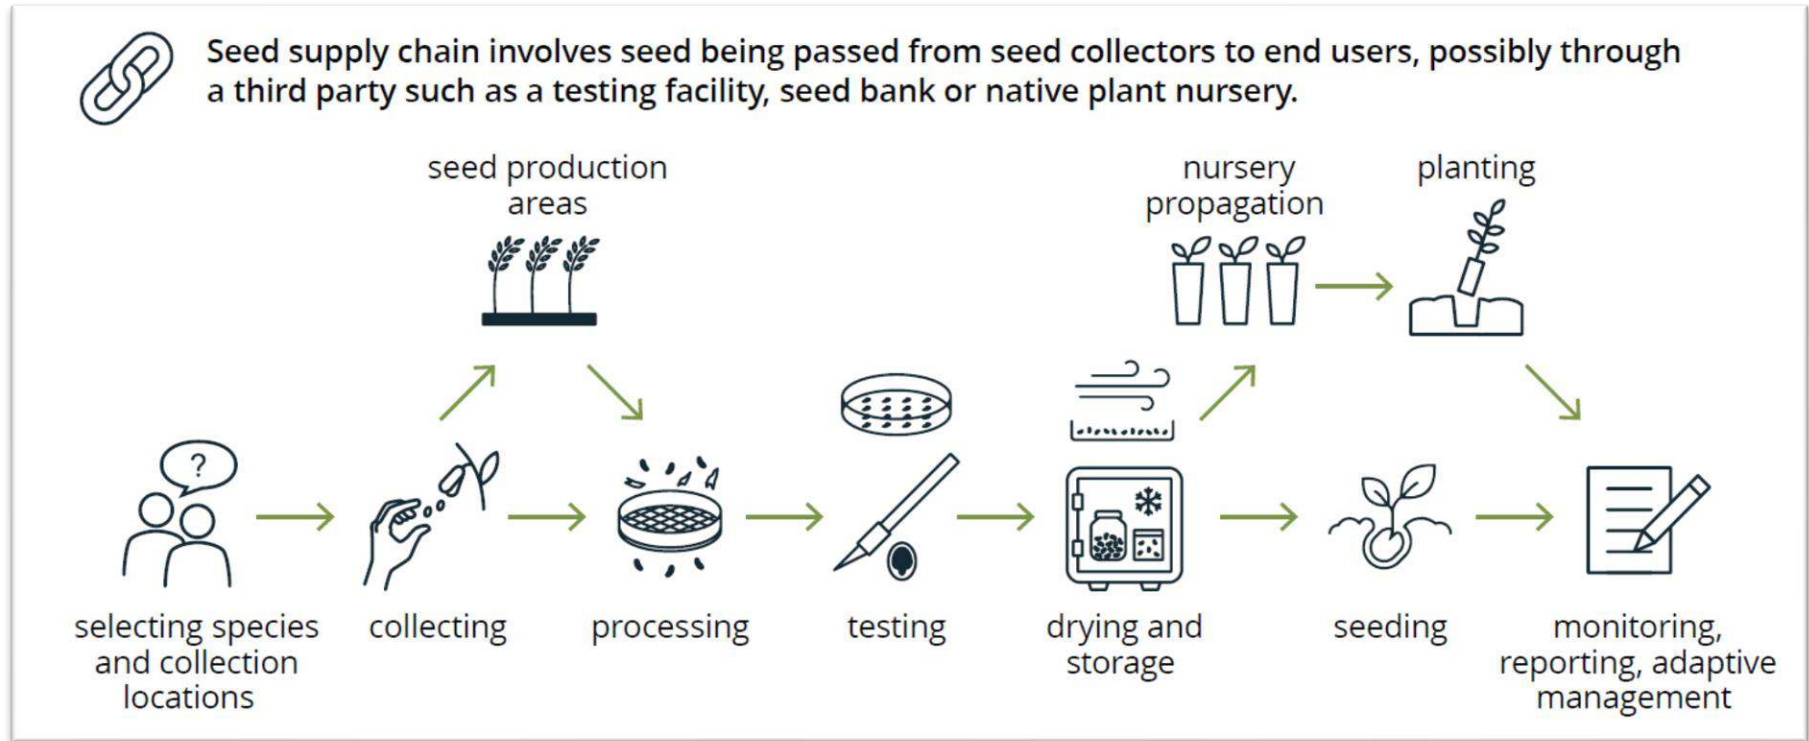 Seed supply chain involves seed being passed from seed collectors to end users, possibly through
a third party such as a testing facility, seed bank or native plant nursery.
seed production
areas
nursery
propagation
planting
?
selecting species
and collection
locations
collecting
processing
testing
drying and
storage
seeding
monitoring,
reporting, adaptive
management